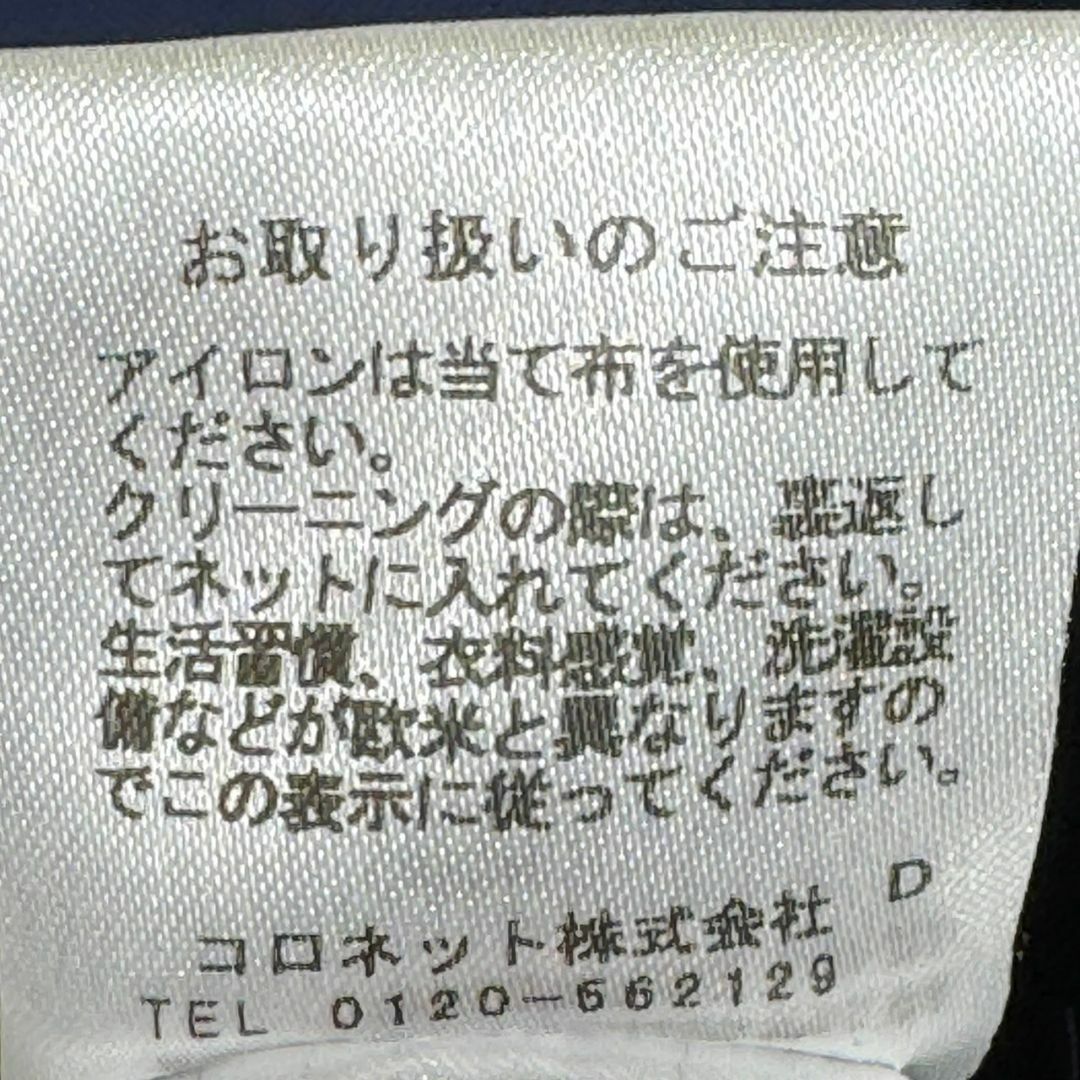 お取り扱いのご注意
アイロンは当て布を使用して
ください。
クリーニングの際は、裏返し
てネットに入れてください。
生活習慣、衣料感覚、洗濯設
備などが欧米と異なりますの
でこの表示に従ってください。
D
コロネット株式会社
TEL 0120-662129